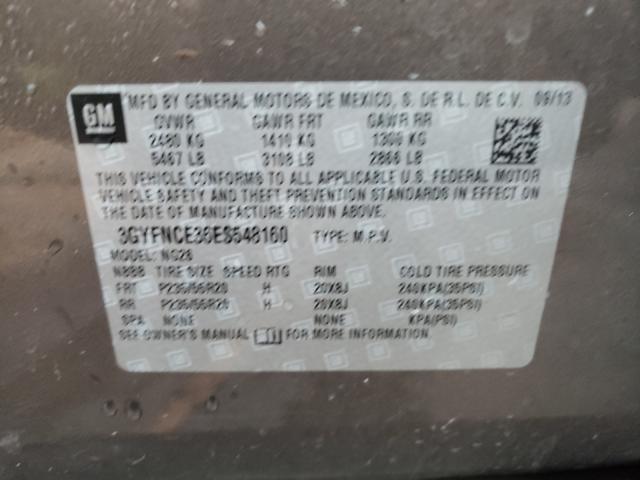 GM
MFD BY GENERAL MOTORS DE MEXICO, S. DE R.L. DE C.V. 09/13
GVWR GAWR FRT GAWR RR
2480 KG 1410 KG 1300 KG
5467 LB 3108 LB 2866 LB
THIS VEHICLE CONFORMS TO ALL APPLICABLE U.S. FEDERAL MOTOR
VEHICLE SAFETY AND THEFT PREVENTION STANDARDS IN EFFECT ON
THE DATE OF MANUFACTURE SHOWN ABOVE.
3GYFNCE36ES548160 TYPE: M.P.V.
MODEL: NG26
TIRE SIZE SPEED RTG RIM COLD TIRE PRESSURE
FRT P235/55R20 H 20X8J 240KPA(35PSI)
RR P235/55R20 H 20X8J 240KPA(35PSI)
SPA NONE NONE KPA(PSI)
SEE OWNER'S MANUAL FOR MORE INFORMATION.